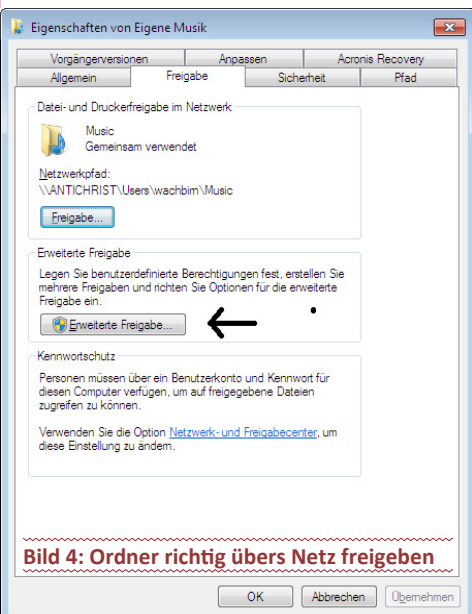 Eigenschaften von Eigene Musik
Vorgängerversionen Anpassen Acronis Recovery
Allgemein Freigabe Sicherheit Pfad
Datei- und Druckerfreigabe im Netzwerk
Music
Gemeinsam verwendet
Netzwerkpfad:
\\ANTICHRIST\Users\wachbim\Music
Freigabe...
Erweiterte Freigabe
Legen Sie benutzerdefinierte Berechtigungen fest, erstellen Sie
mehrere Freigaben und richten Sie Optionen für die erweiterte
Freigabe ein.
Erweiterte Freigabe...
Kennwortschutz
Personen müssen über ein Benutzerkonto und Kennwort für
diesen Computer verfügen, um auf freigegebene Dateien
zugreifen zu können.
Verwenden Sie die Option Netzwerk- und Freigabecenter, um
diese Einstellung zu ändern.
Bild 4: Ordner richtig übers Netz freigeben
OK Abbrechen Übernehmen